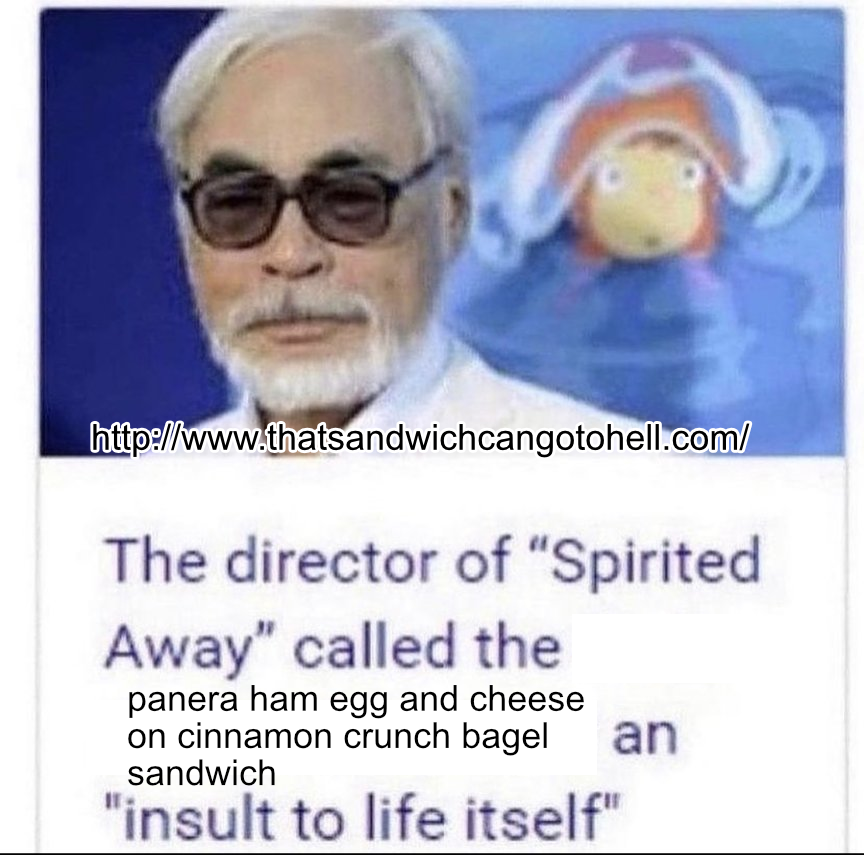 http://www.thatsandwichcangotohell.com/
The director of “Spirited
Away” called the
panera ham egg and cheese
on cinnamon crunch bagel
sandwich
an
"insult to life itself"